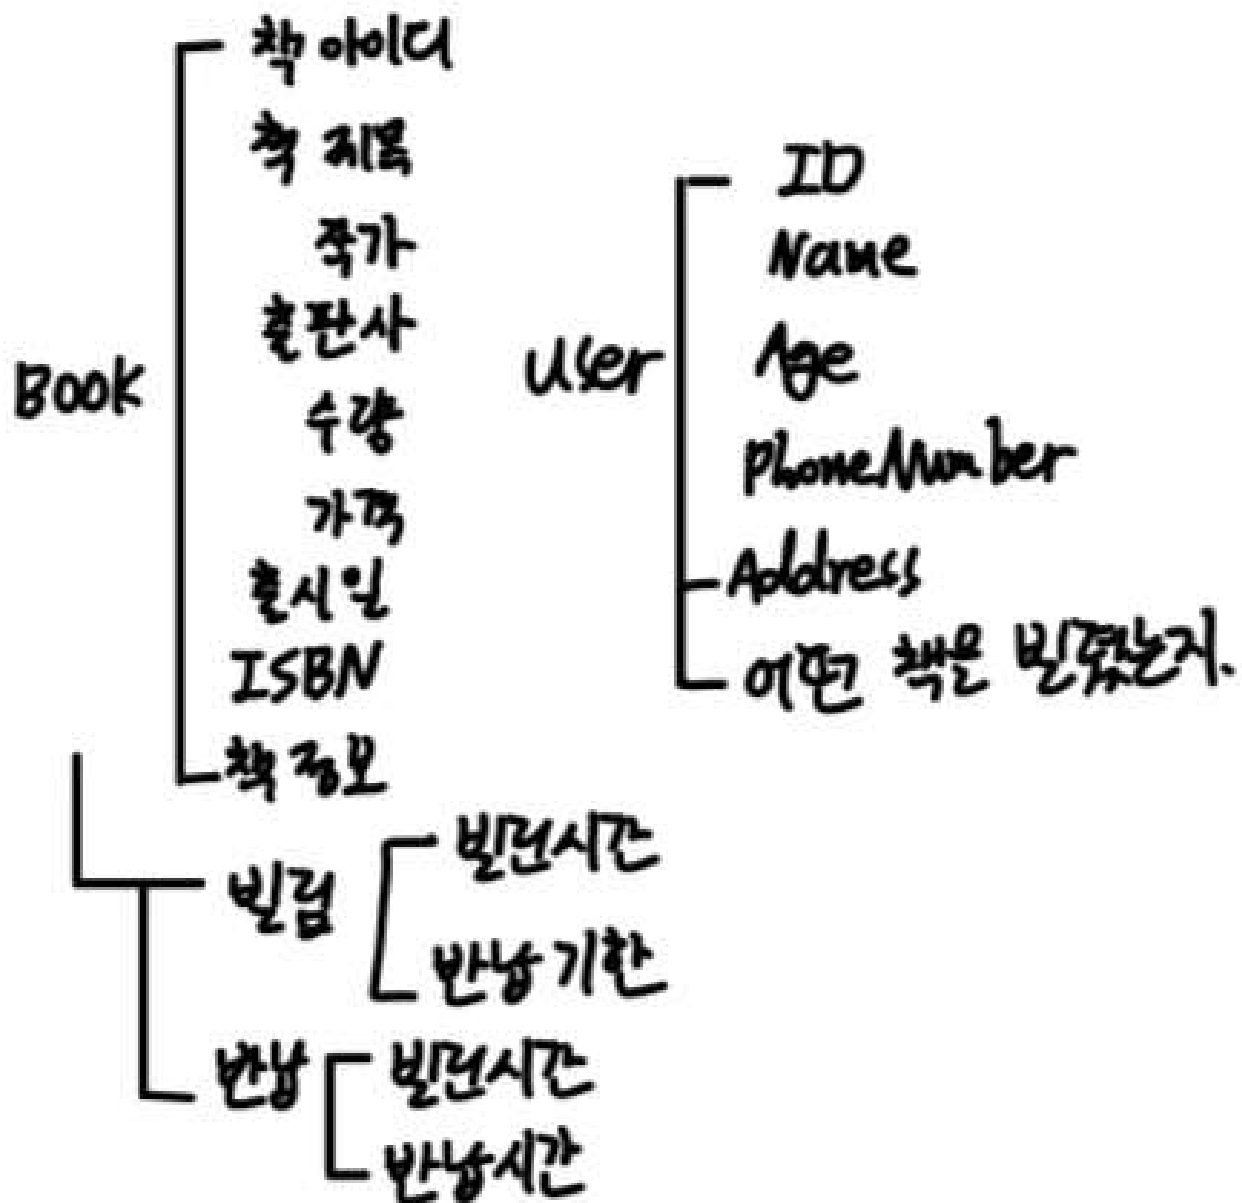 책 아이디
책 제목
작가
출판사
수량
가격
출시일
ISBN
책 정보
BOOK
User
ID
Name
Age
PhoneNumber
Address
어떤 책을 빌렸는지.
빌림
빌린시간
반납 기한
반납
빌린시간
반납시간